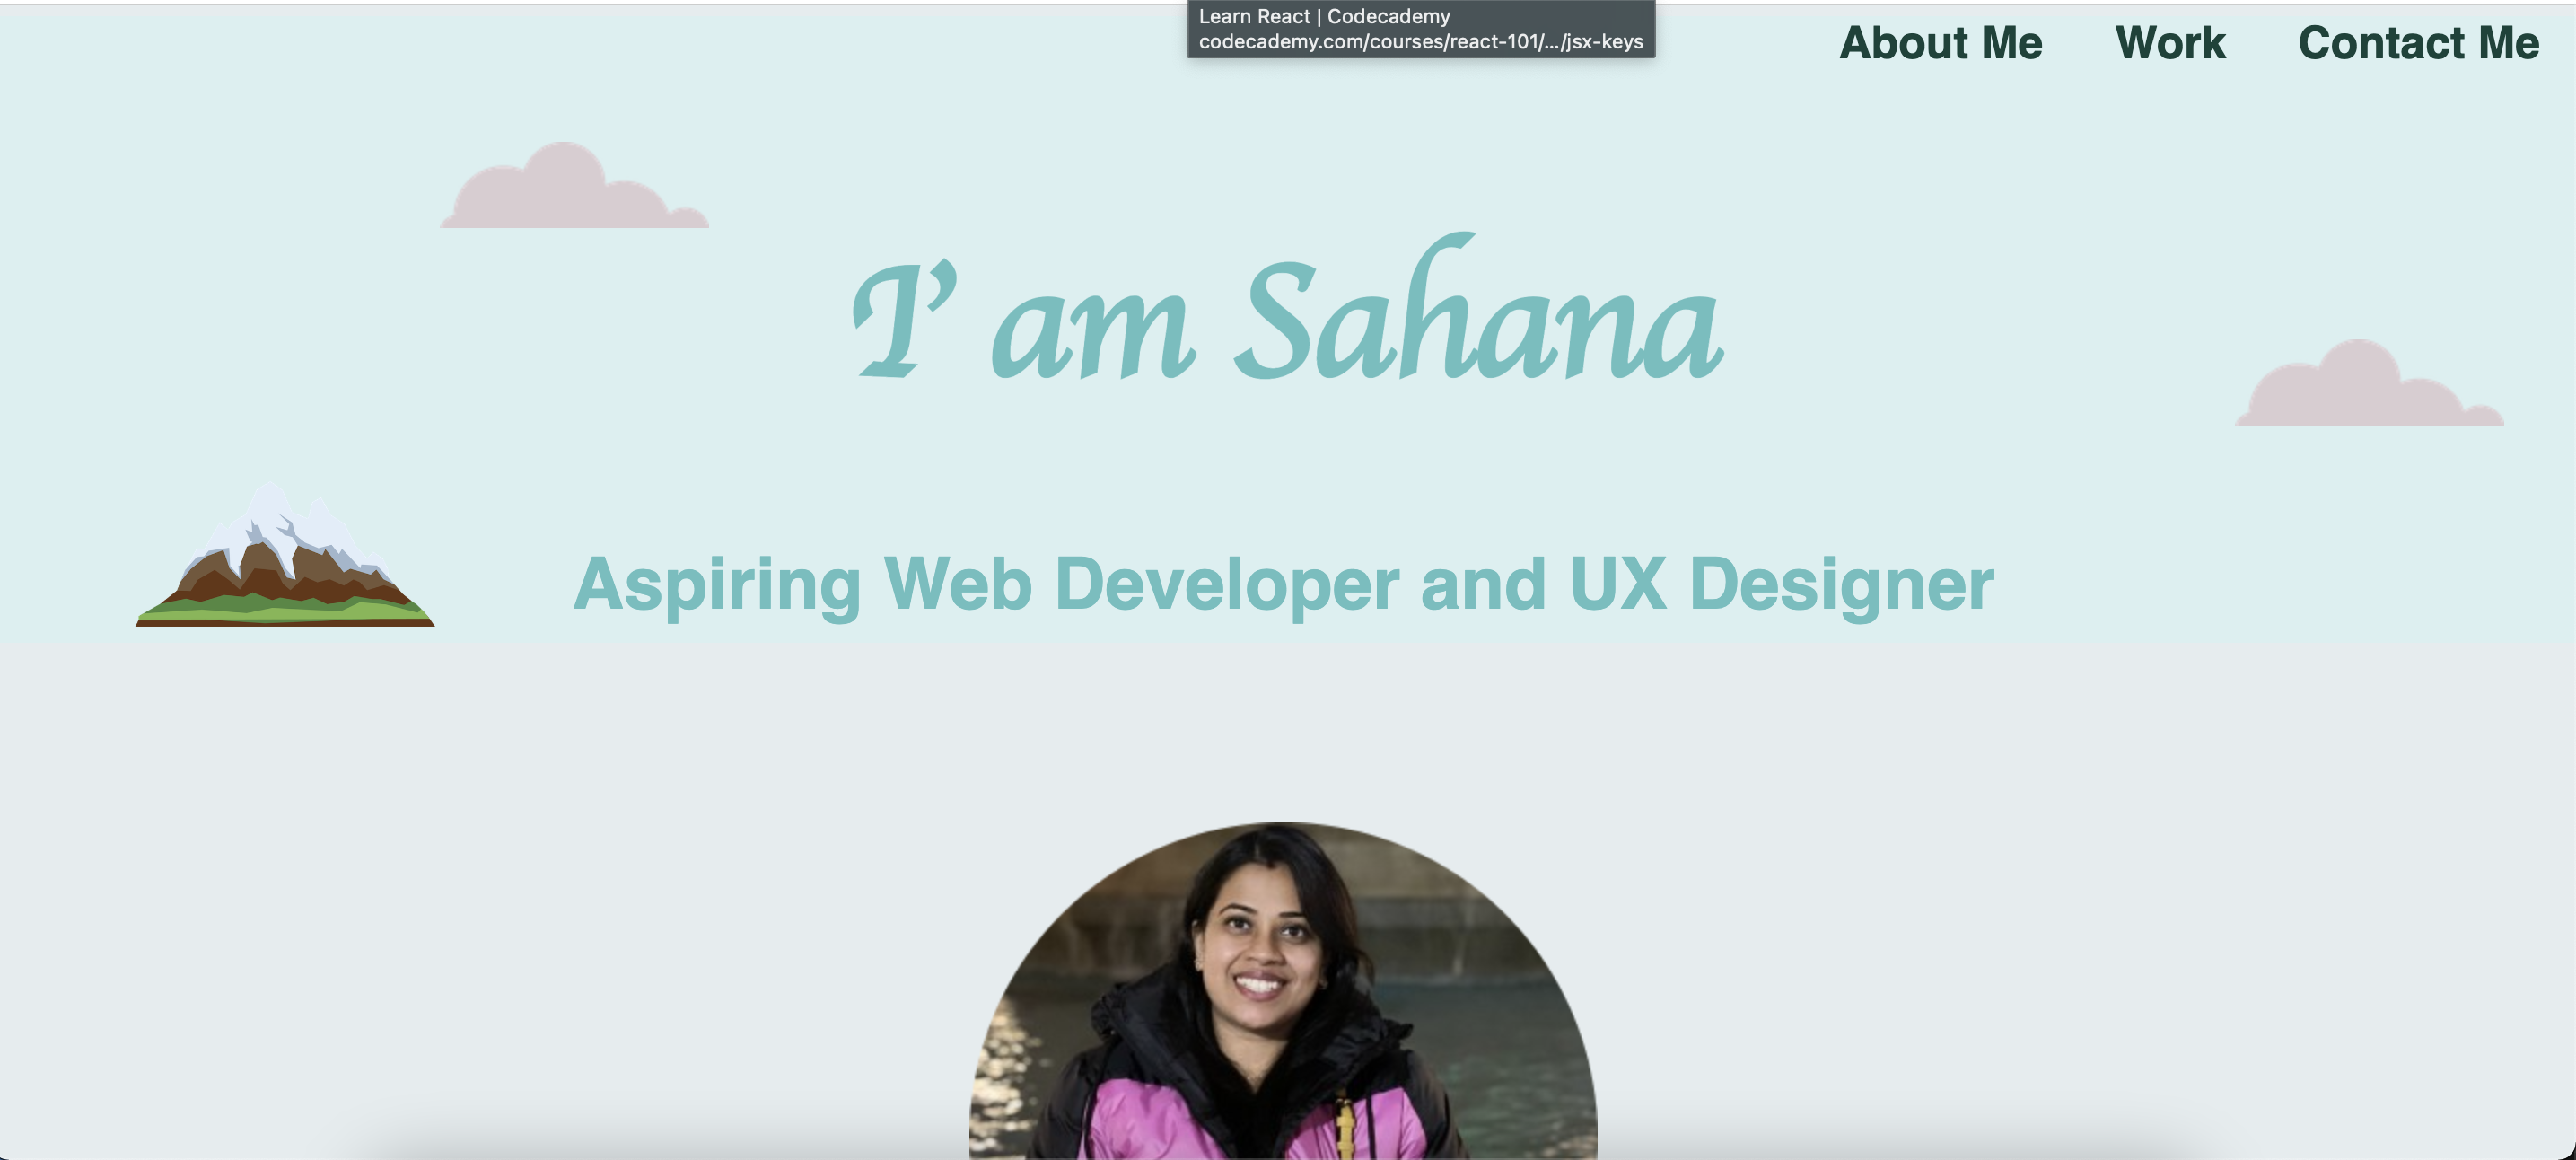 Learn React | Codecademy
codecademy.com/courses/react-101/.../jsx-keys
About Me Work Contact Me
I’ am Sahana
Aspiring Web Developer and UX Designer